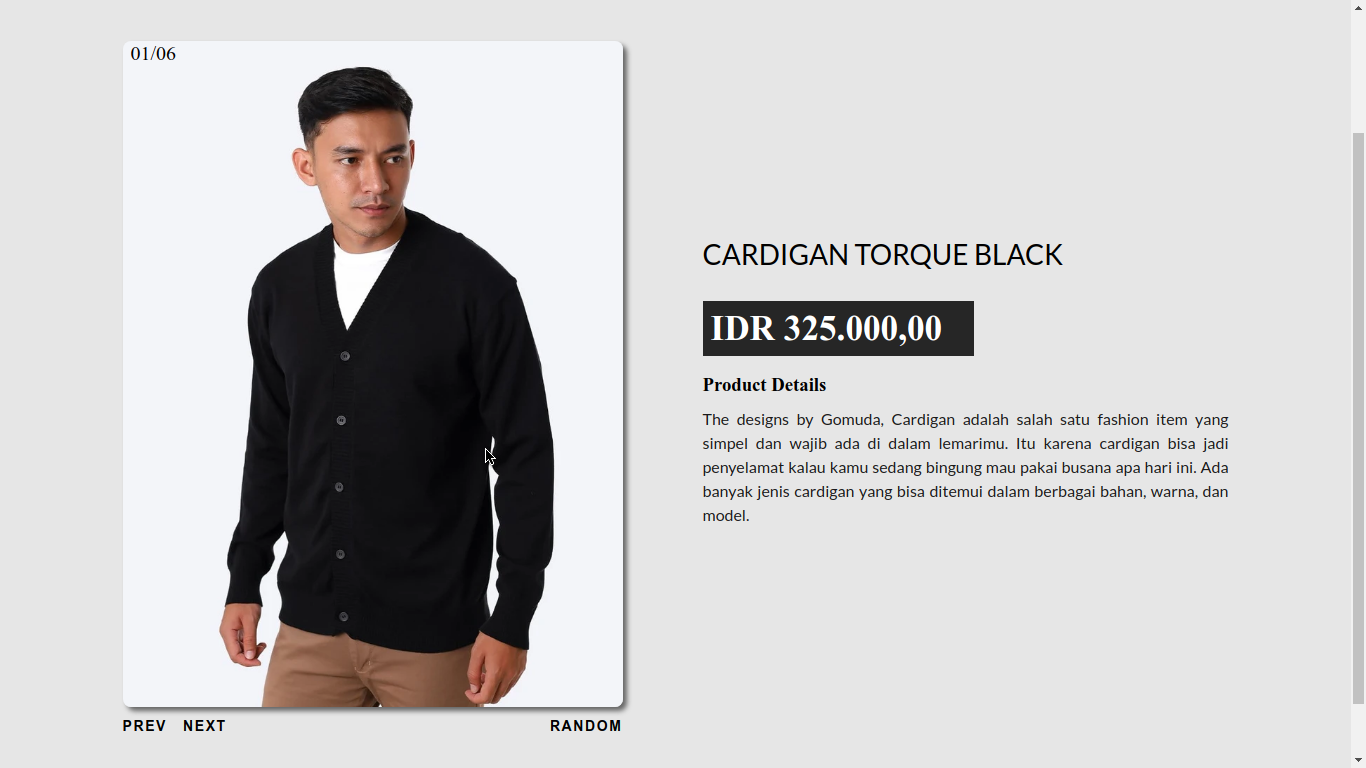 01/06
CARDIGAN TORQUE BLACK
IDR 325.000,00
Product Details
The designs by Gomuda, Cardigan adalah salah satu fashion item yang
simpel dan wajib ada di dalam lemarimu. Itu karena cardigan bisa jadi
penyelamat kalau kamu sedang bingung mau pakai busana apa hari ini. Ada
banyak jenis cardigan yang bisa ditemui dalam berbagai bahan, warna, dan
model.
PREV NEXT RANDOM